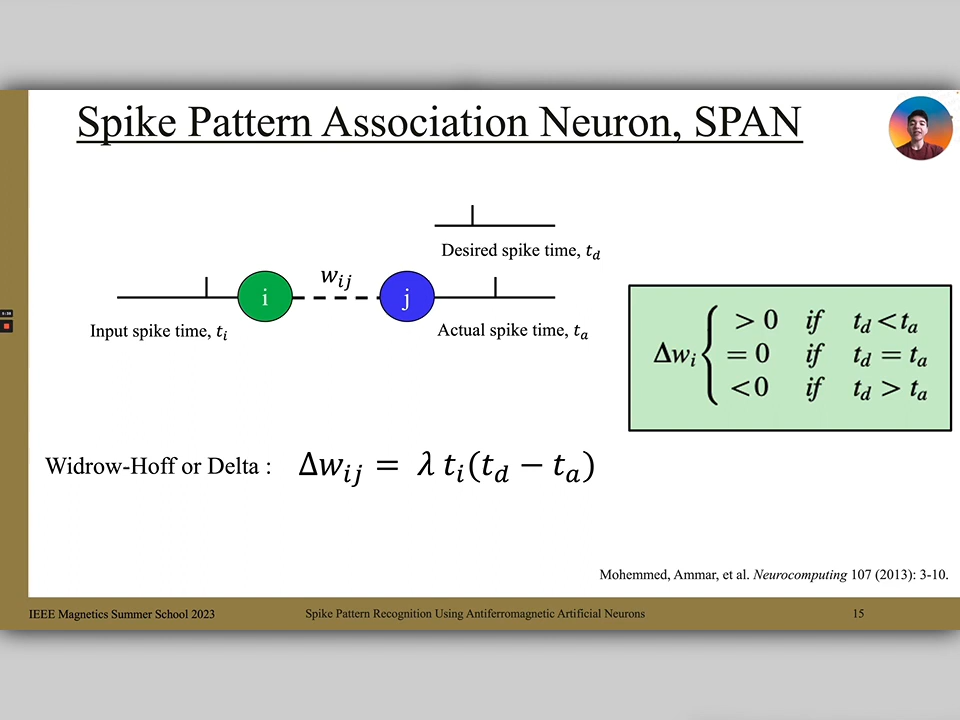 Spike Pattern Association Neuron, SPAN
Desired spike time, t_d
w_ij
i
j
Input spike time, t_i
Actual spike time, t_a
Δw_i { > 0 if t_d < t_a
= 0 if t_d = t_a
< 0 if t_d > t_a
Widrow-Hoff or Delta : Δw_ij = λ t_i(t_d − t_a)
Mohemmed, Ammar, et al. Neurocomputing 107 (2013): 3-10.
IEEE Magnetics Summer School 2023 Spike Pattern Recognition Using Antiferromagnetic Artificial Neurons 15